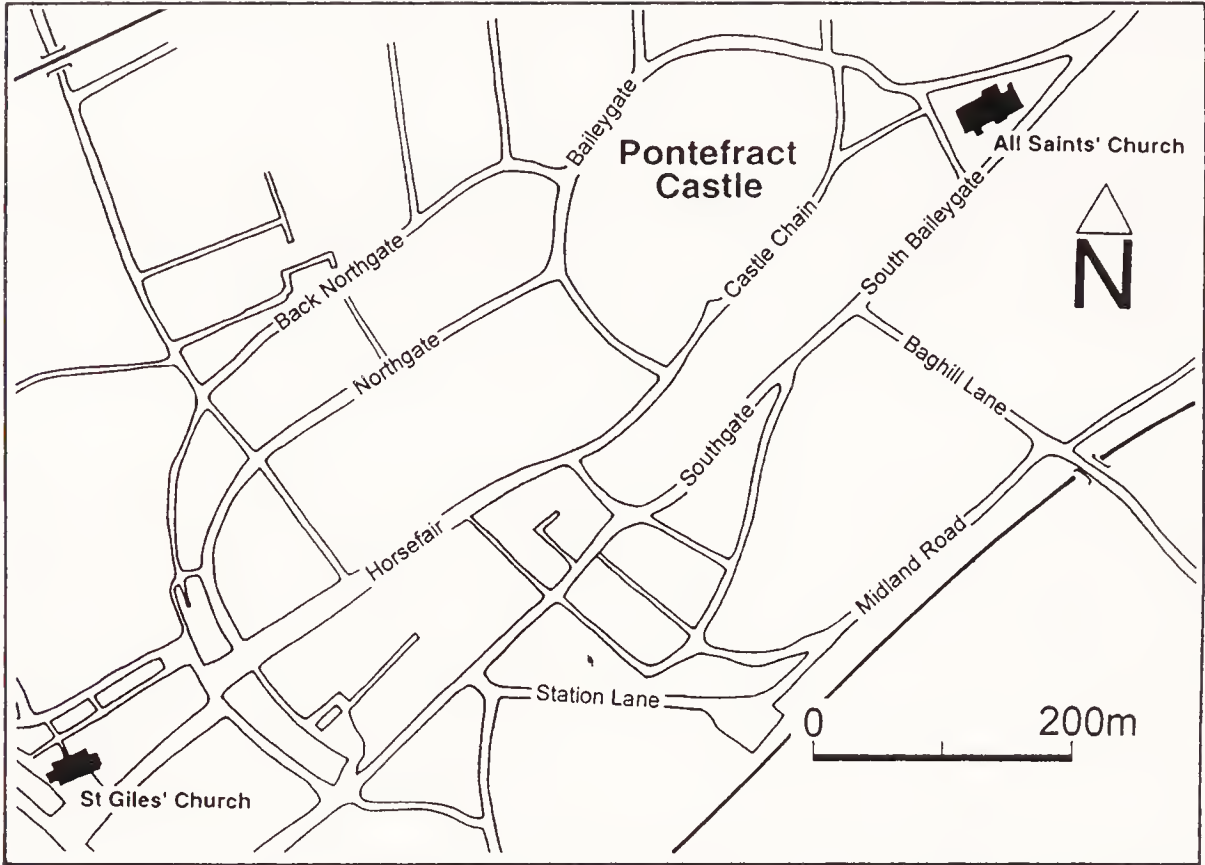 Baileygate
Pontefract
Castle
All Saints' Church
N
Castle Chain
South Baileygate
Back Northgate
Northgate
Baghill Lane
Southgate
Horsefair
Midland Road
Station Lane
0
200m
St Giles' Church